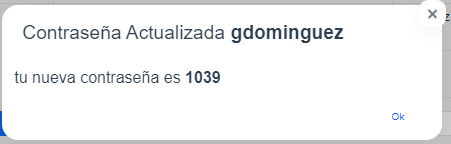 Contraseña Actualizada gdominguez
tu nueva contraseña es 1039
Ok